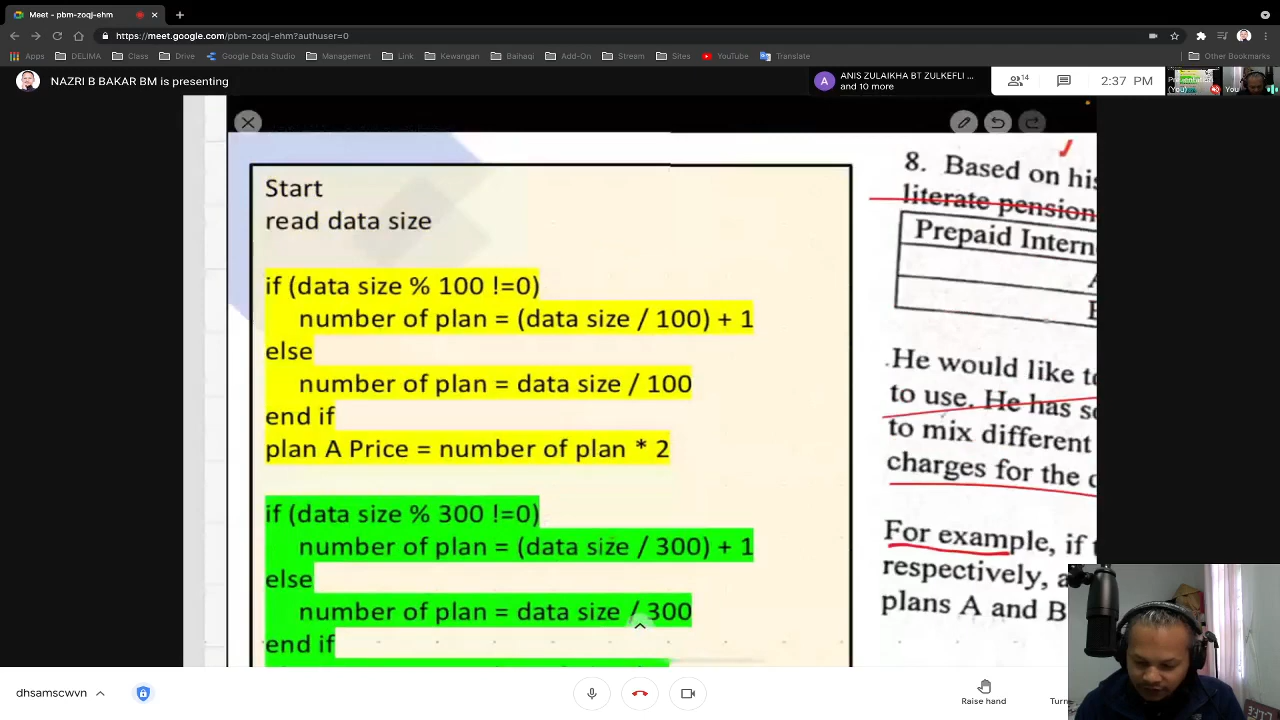 Meet - pbm-zoqj-ehm
https://meet.google.com/pbm-zoqj-ehm?authuser=0
Apps DELIMA Class Drive Google Data Studio Management Link Kewangan Baihaqi Add-On Stream Sites YouTube Translate Other Bookmarks
NAZRI B BAKAR BM is presenting
A ANIS ZULAIKHA BT ZULKEFLI ...
and 10 more
14
2:37 PM
(You) You
Start
read data size
if (data size % 100 !=0)
number of plan = (data size / 100) + 1
else
number of plan = data size / 100
end if
plan A Price = number of plan * 2
if (data size % 300 !=0)
number of plan = (data size / 300) + 1
else
number of plan = data size / 300
end if
8. Based on his
literate pension
Prepaid Intern
He would like to
to use. He has so
to mix different
charges for the
For example, if
respectively, a
plans A and B
dhsamscwvn
Raise hand
Turn